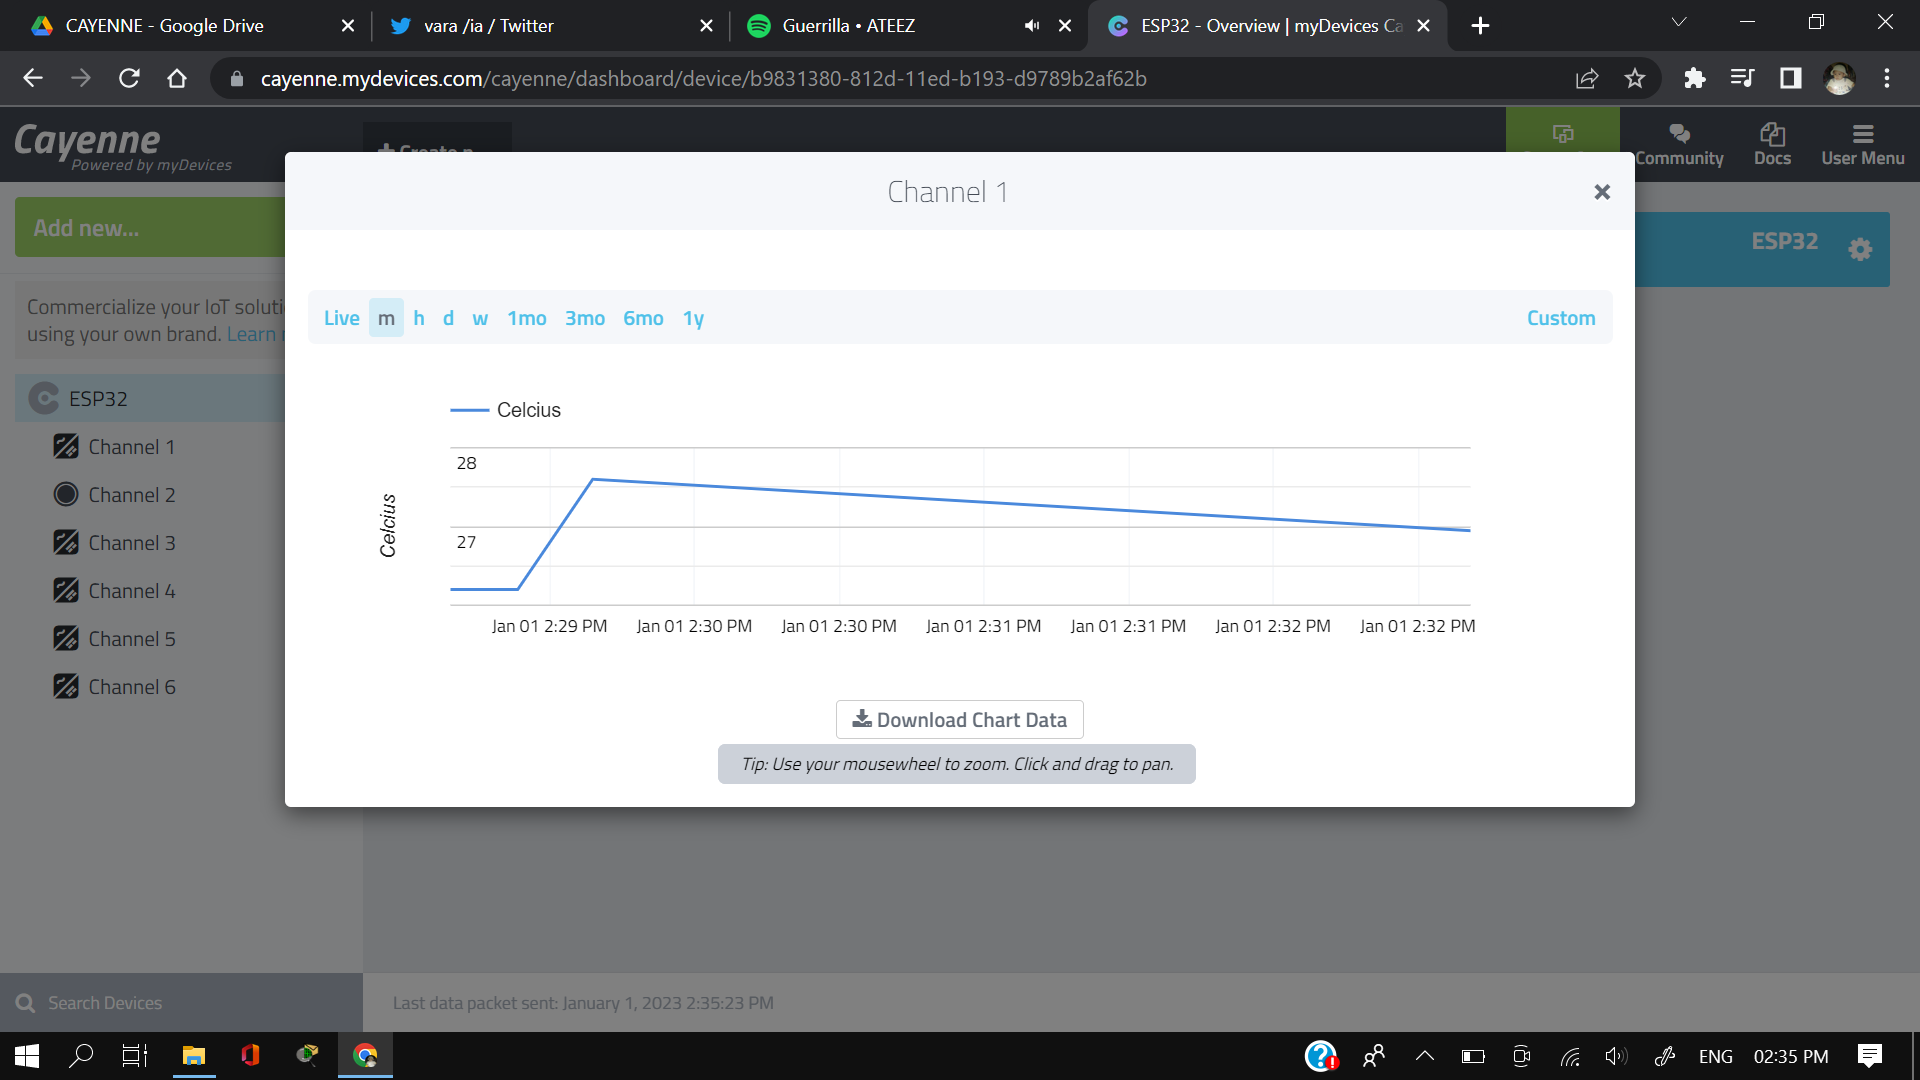 CAYENNE - Google Drive
vara /ia / Twitter
Guerrilla • ATEEZ
ESP32 - Overview | myDevices Ca
cayenne.mydevices.com/cayenne/dashboard/device/b9831380-812d-11ed-b193-d9789b2af62b
Cayenne
Powered by myDevices
Create
Community
Docs
User Menu
Channel 1
Add new...
ESP32
Commercialize your IoT soluti
using your own brand. Learn
Live m h d w 1mo 3mo 6mo 1y
Custom
ESP32
Channel 1
Channel 2
Channel 3
Channel 4
Channel 5
Channel 6
Celcius
28
27
Celcius
Jan 01 2:29 PM Jan 01 2:30 PM Jan 01 2:30 PM Jan 01 2:31 PM Jan 01 2:31 PM Jan 01 2:32 PM Jan 01 2:32 PM
Download Chart Data
Tip: Use your mousewheel to zoom. Click and drag to pan.
Search Devices
Last data packet sent: January 1, 2023 2:35:23 PM
ENG
02:35 PM